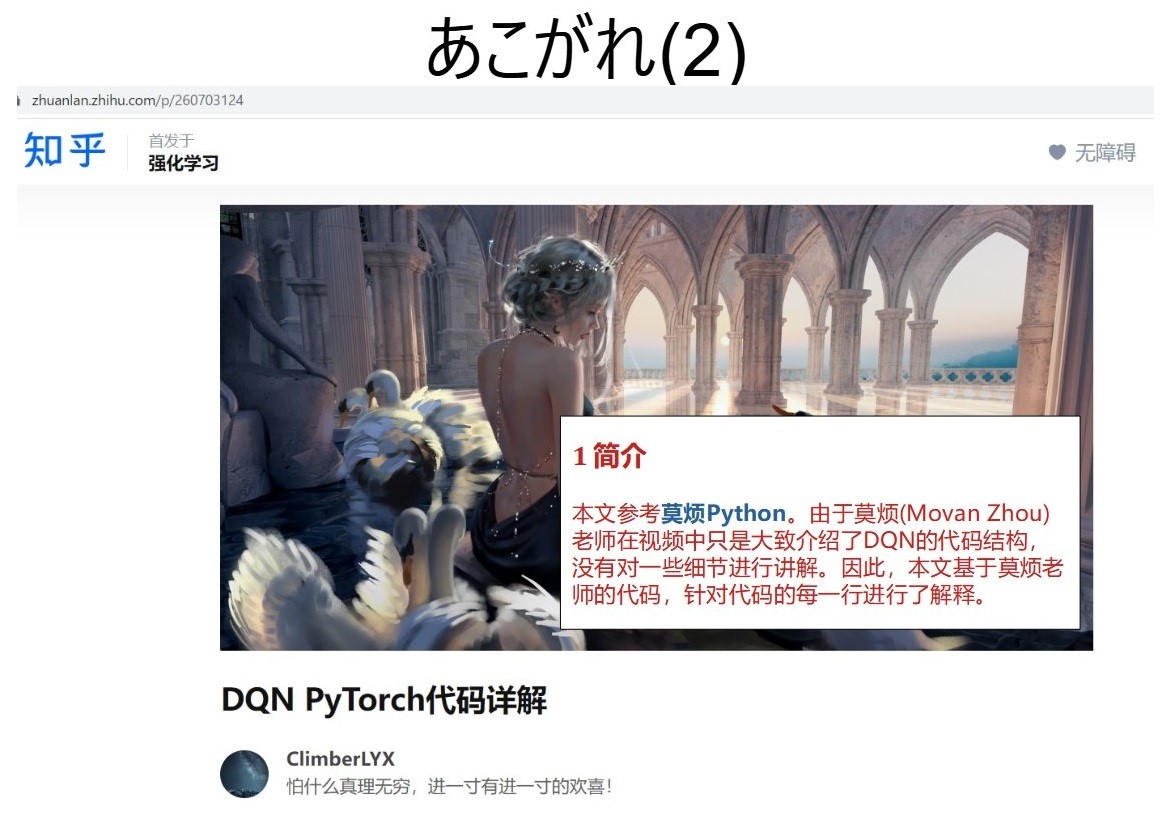 あこがれ(2)
zhuanlan.zhihu.com/p/260703124
知乎
首发于
强化学习
无障碍
1 简介
本文参考莫烦Python。由于莫烦(Movan Zhou)
老师在视频中只是大致介绍了DQN的代码结构，
没有对一些细节进行讲解。因此，本文基于莫烦老
师的代码，针对代码的每一行进行了解释。
DQN PyTorch代码详解
ClimberLYX
怕什么真理无穷，进一寸有进一寸的欢喜！